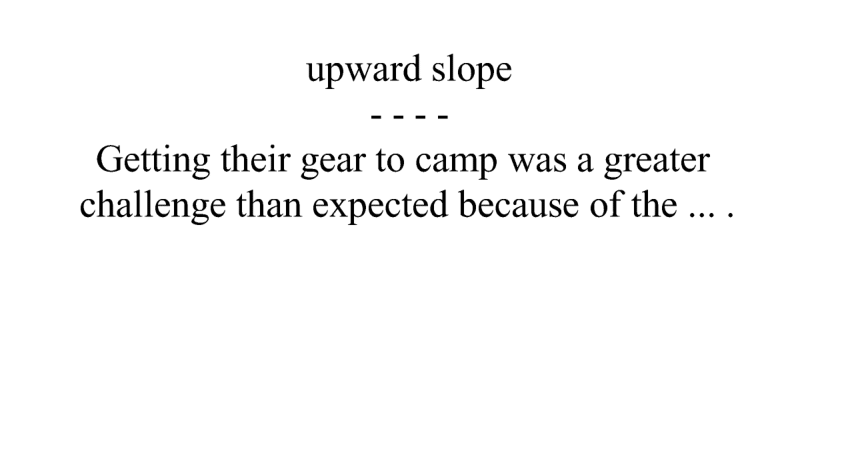 upward slope
- - - -
Getting their gear to camp was a greater
challenge than expected because of the ... .